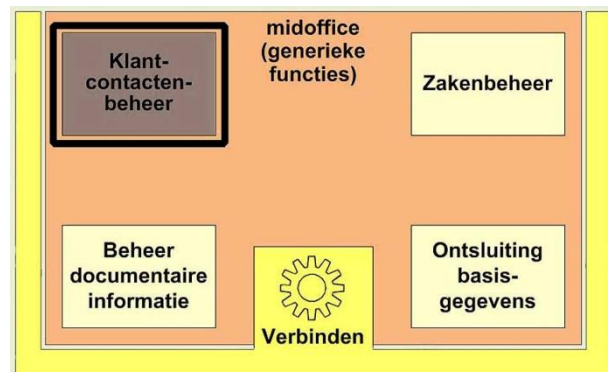 Klant-
contacten-
beheer
midoffice
(generieke
functies)
Zakenbeheer
Beheer
documentaire
informatie
Verbinden
Ontsluiting
basis-
gegevens